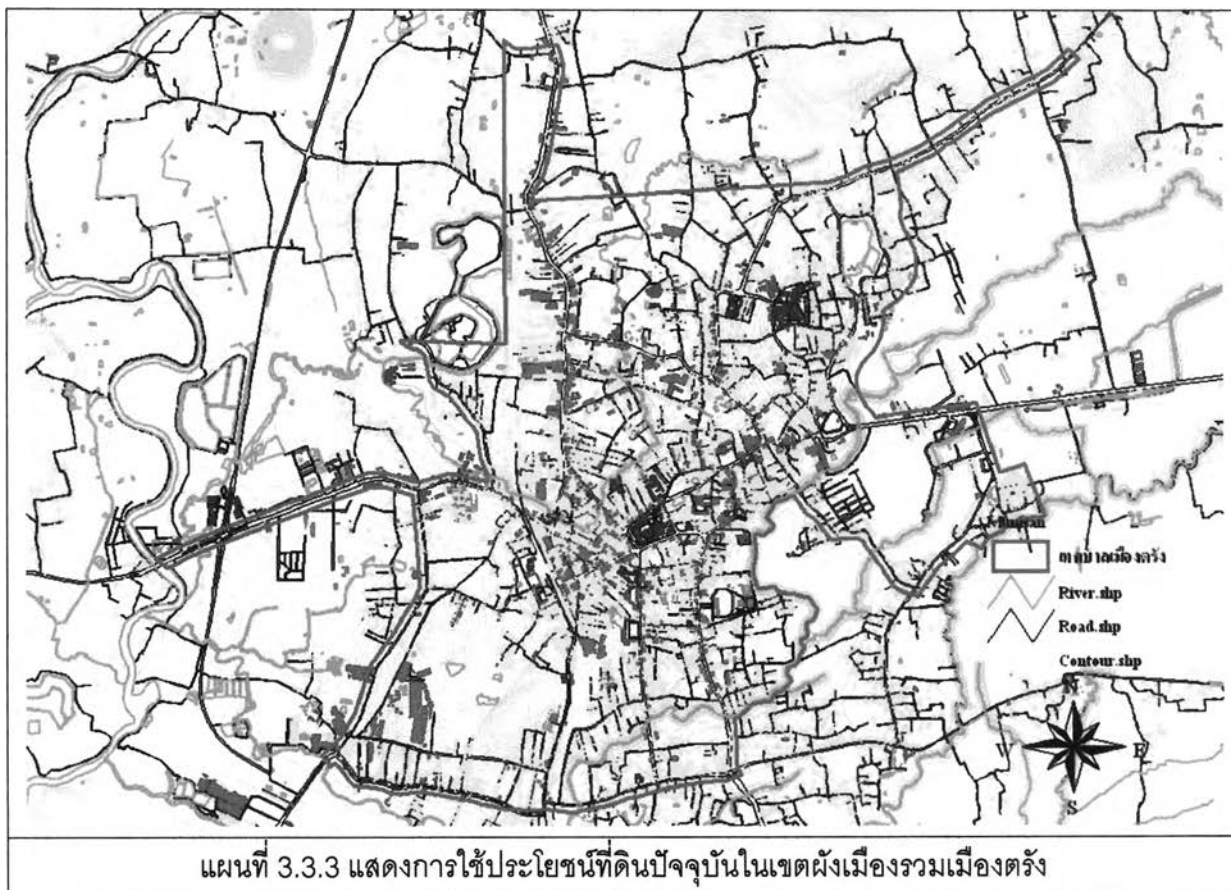 เทศบาลเมืองตรัง
River.shp
Road.shp
Contour.shp
N
E
S
แผนที่ 3.3.3 แสดงการใช้ประโยชน์ที่ดินปัจจุบันในเขตผังเมืองรวมเมืองตรัง